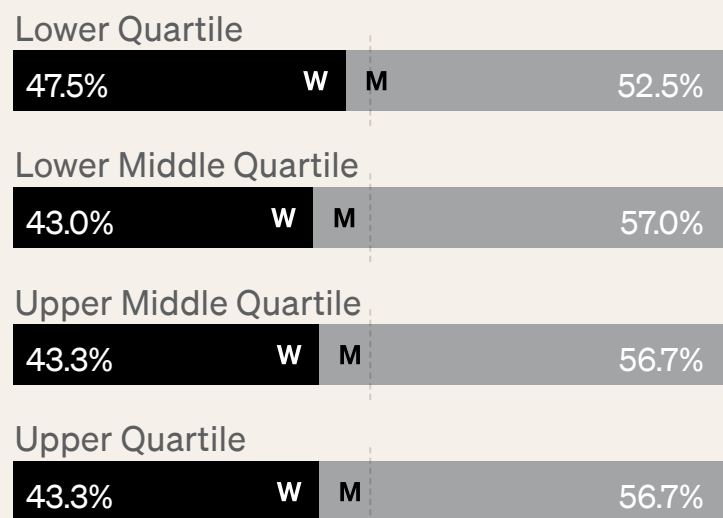 Lower Quartile
47.5% W M 52.5%
Lower Middle Quartile
43.0% W M 57.0%
Upper Middle Quartile
43.3% W M 56.7%
Upper Quartile
43.3% W M 56.7%